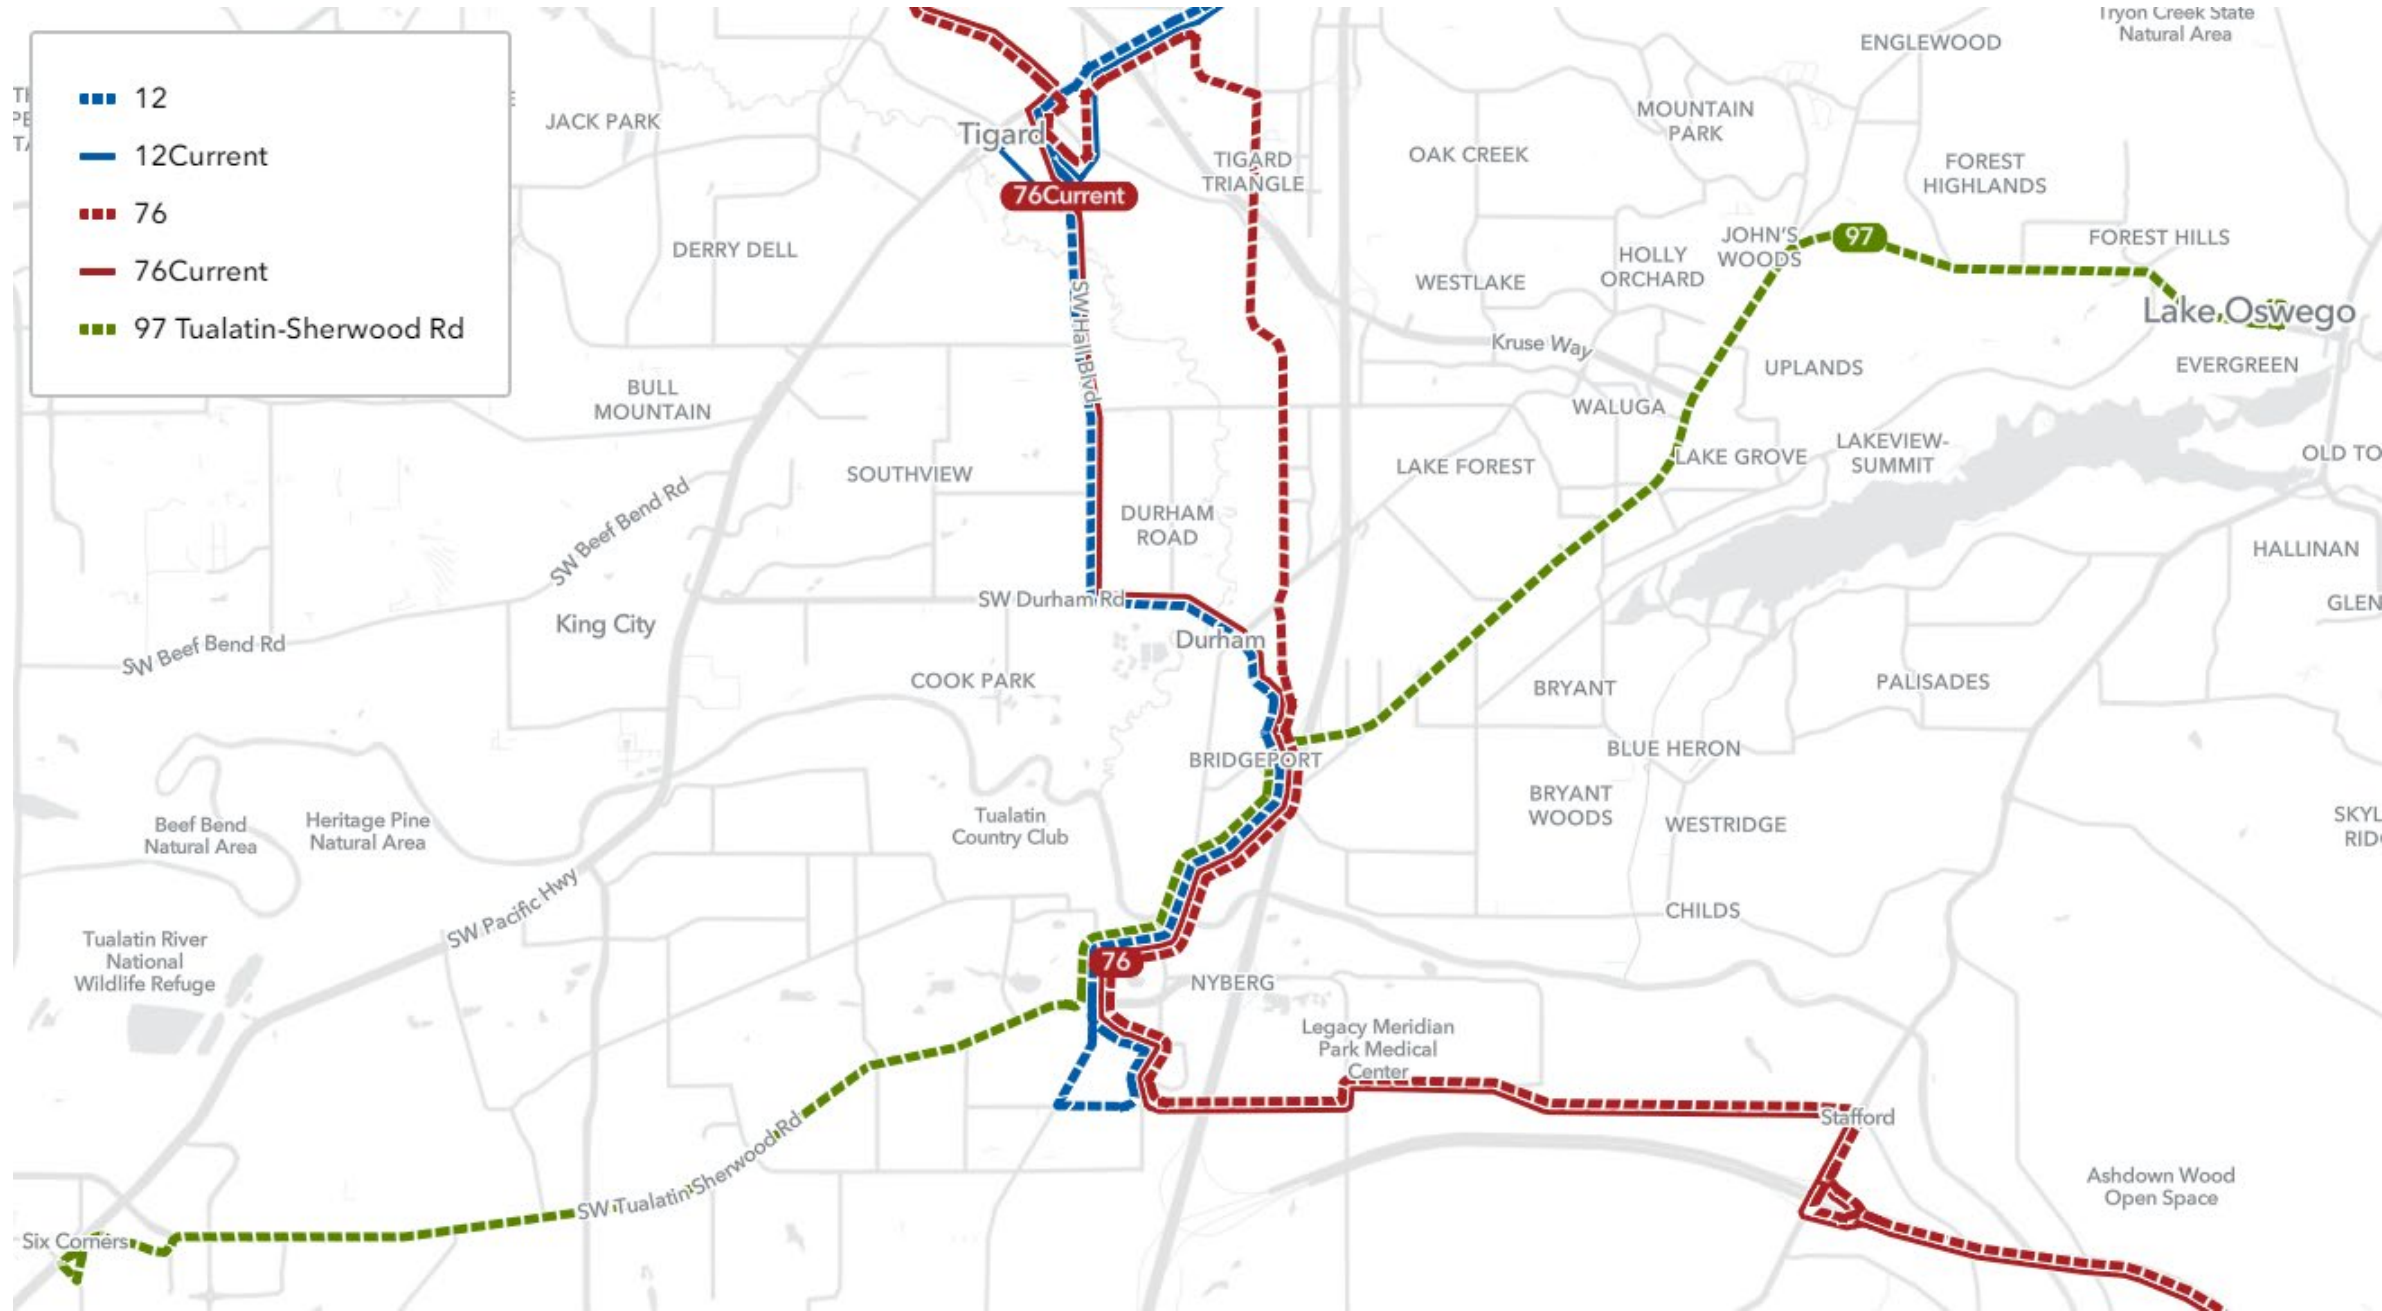 12
12Current
76
76Current
97 Tualatin-Sherwood Rd
Tryon Creek State
Natural Area
ENGLEWOOD
JACK PARK
MOUNTAIN
PARK
Tigard
TIGARD
TRIANGLE
OAK CREEK
FOREST
HIGHLANDS
76Current
DERRY DELL
JOHN'S
WOODS
97
FOREST HILLS
HOLLY
ORCHARD
WESTLAKE
SW Hall Blvd
Lake Oswego
Kruse Way
EVERGREEN
UPLANDS
BULL
MOUNTAIN
WALUGA
SOUTHVIEW
LAKE FOREST
LAKE GROVE
LAKEVIEW-
SUMMIT
OLD TO
SW Beef Bend Rd
DURHAM
ROAD
HALLINAN
SW Durham Rd
GLEN
King City
Durham
SW Beef Bend Rd
COOK PARK
BRYANT
PALISADES
BRIDGEPORT
BLUE HERON
Beef Bend
Natural Area
Heritage Pine
Natural Area
Tualatin
Country Club
BRYANT
WOODS
WESTRIDGE
SKYL
RID
SW Pacific Hwy
CHILDS
Tualatin River
National
Wildlife Refuge
76
NYBERG
Legacy Meridian
Park Medical
Center
Stafford
SW Tualatin Sherwood Rd
Ashdown Wood
Open Space
Six Corners